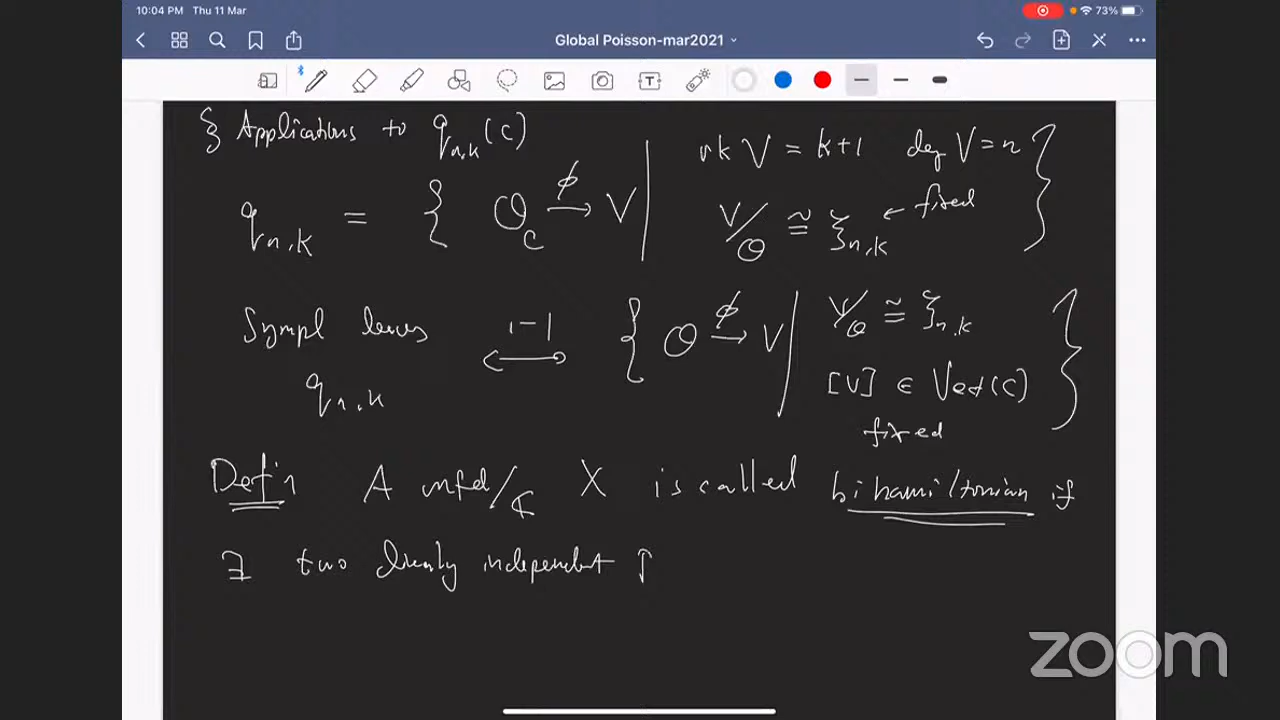 10:04 PM Thu 11 Mar
73%
Global Poisson-mar2021
§ Applications to q_{n,k}(C)
q_{n,k} = { O_C →^ϕ V | rk V = k+1 deg V = n
V/O ≅ ξ_{n,k} ← fixed }
Sympl leaves q_{n,k} ↔^{1-1} { O →^ϕ V | V/O ≅ ξ_{n,k}
[V] ∈ Vect(C)
fixed }
Def'n A mfd/ℂ X is called bihamiltonian if
∃ two linearly independent
zoom